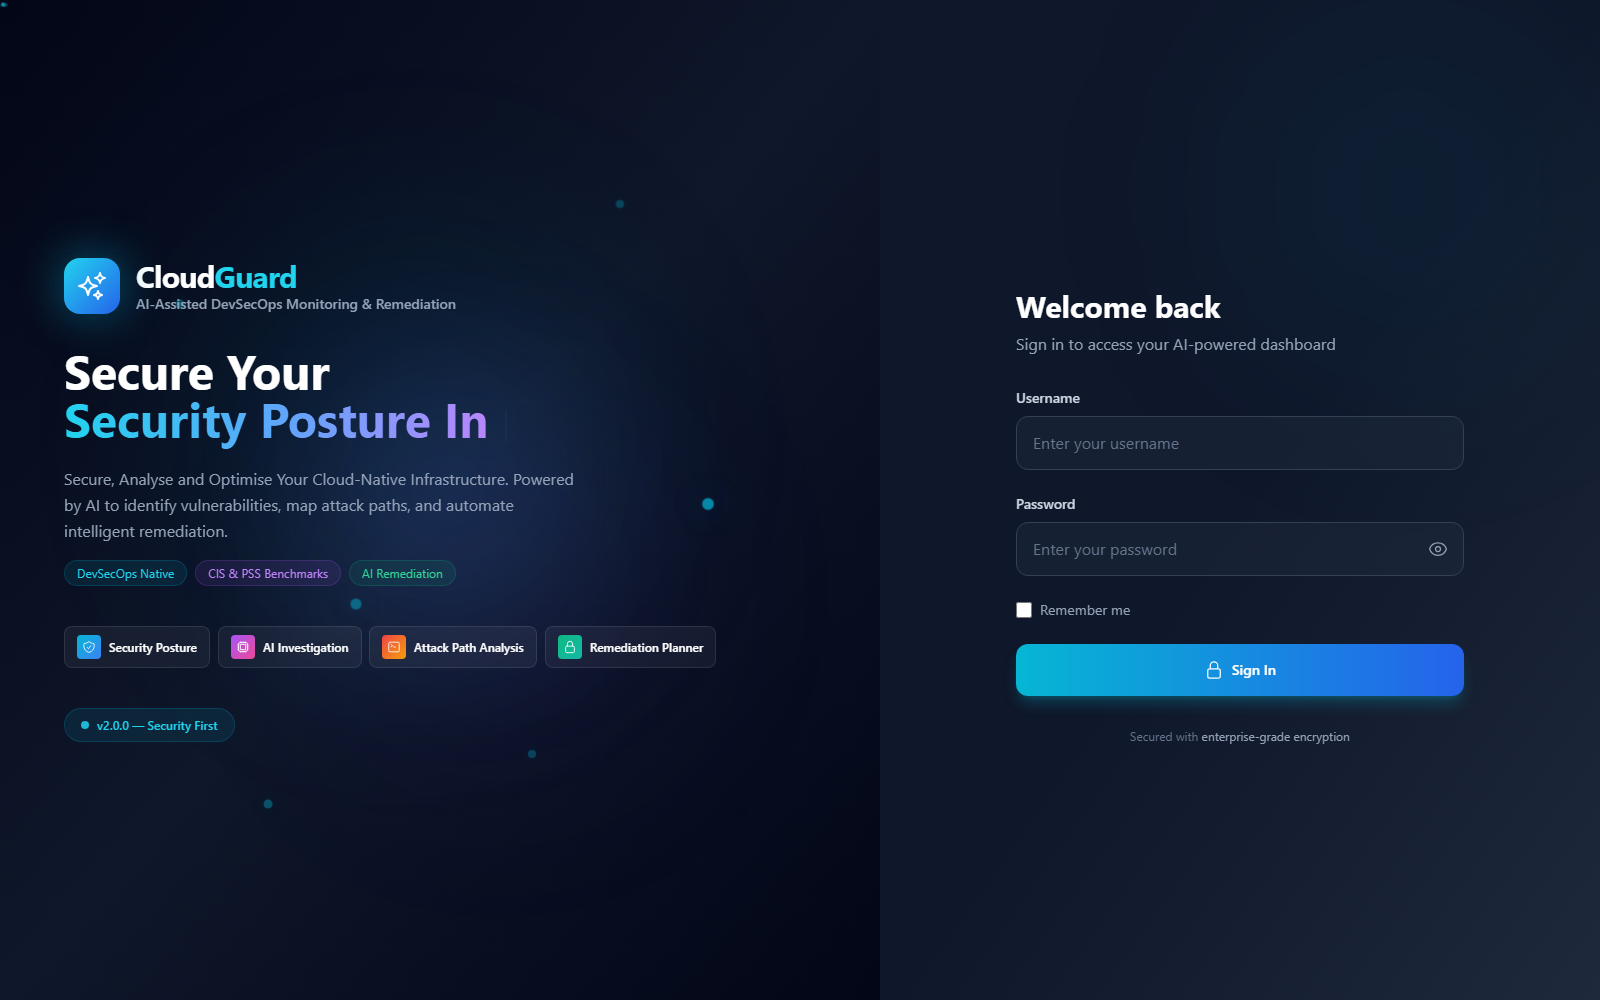 CloudGuard
AI-Assisted DevSecOps Monitoring & Remediation
Secure Your
Security Posture In
Secure, Analyse and Optimise Your Cloud-Native Infrastructure. Powered
by AI to identify vulnerabilities, map attack paths, and automate
intelligent remediation.
DevSecOps Native
CIS & PSS Benchmarks
AI Remediation
Security Posture
AI Investigation
Attack Path Analysis
Remediation Planner
v2.0.0 — Security First
Welcome back
Sign in to access your AI-powered dashboard
Username
Enter your username
Password
Enter your password
Remember me
Sign In
Secured with enterprise-grade encryption